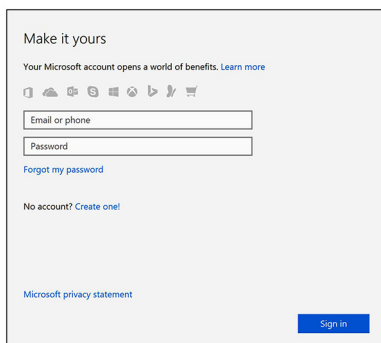 Make it yours
Your Microsoft account opens a world of benefits. Learn more
Email or phone
Password
Forgot my password
No account? Create one!
Microsoft privacy statement
Sign in